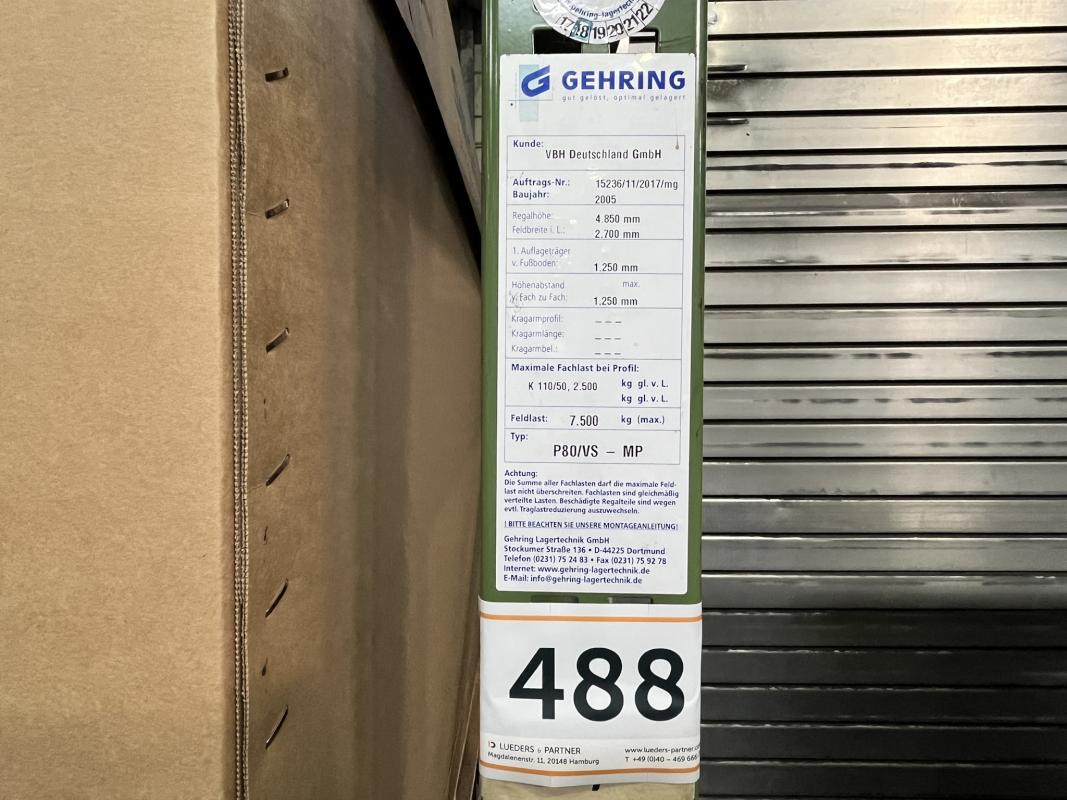 gehring-lagertech
17 18 19 20 21 22
GEHRING
gut gelöst, optimal gelagert
Kunde:
VBH Deutschland GmbH
Auftrags-Nr.: 15236/11/2017/mg
Baujahr: 2005
Regalhöhe: 4.850 mm
Feldbreite i. L.: 2.700 mm
1. Auflageträger
v. Fußboden: 1.250 mm
Höhenabstand max.
v. Fach zu Fach: 1.250 mm
Kragarmprofil: – – –
Kragarmlänge: – – –
Kragarmbel.: – – –
Maximale Fachlast bei Profil:
K 110/50, 2.500 kg gl. v. L.
kg gl. v. L.
Feldlast: 7.500 kg (max.)
Typ:
P80/VS – MP
Achtung:
Die Summe aller Fachlasten darf die maximale Feld-
last nicht überschreiten. Fachlasten sind gleichmäßig
verteilte Lasten. Beschädigte Regalteile sind wegen
evtl. Traglastreduzierung auszuwechseln.
! BITTE BEACHTEN SIE UNSERE MONTAGEANLEITUNG!
Gehring Lagertechnik GmbH
Stockumer Straße 136 • D-44225 Dortmund
Telefon (0231) 75 24 83 • Fax (0231) 75 92 78
Internet: www.gehring-lagertechnik.de
E-Mail: info@gehring-lagertechnik.de
488
LUEDERS & PARTNER www.lueders-partner.co
Magdalenenstr. 11, 20148 Hamburg T +49 (0)40 – 469 666